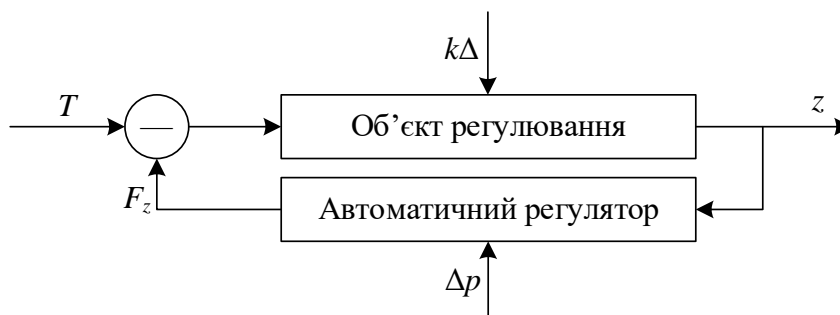 kΔ
T
z
—
Об’єкт регулювання
F_z
Автоматичний регулятор
Δp